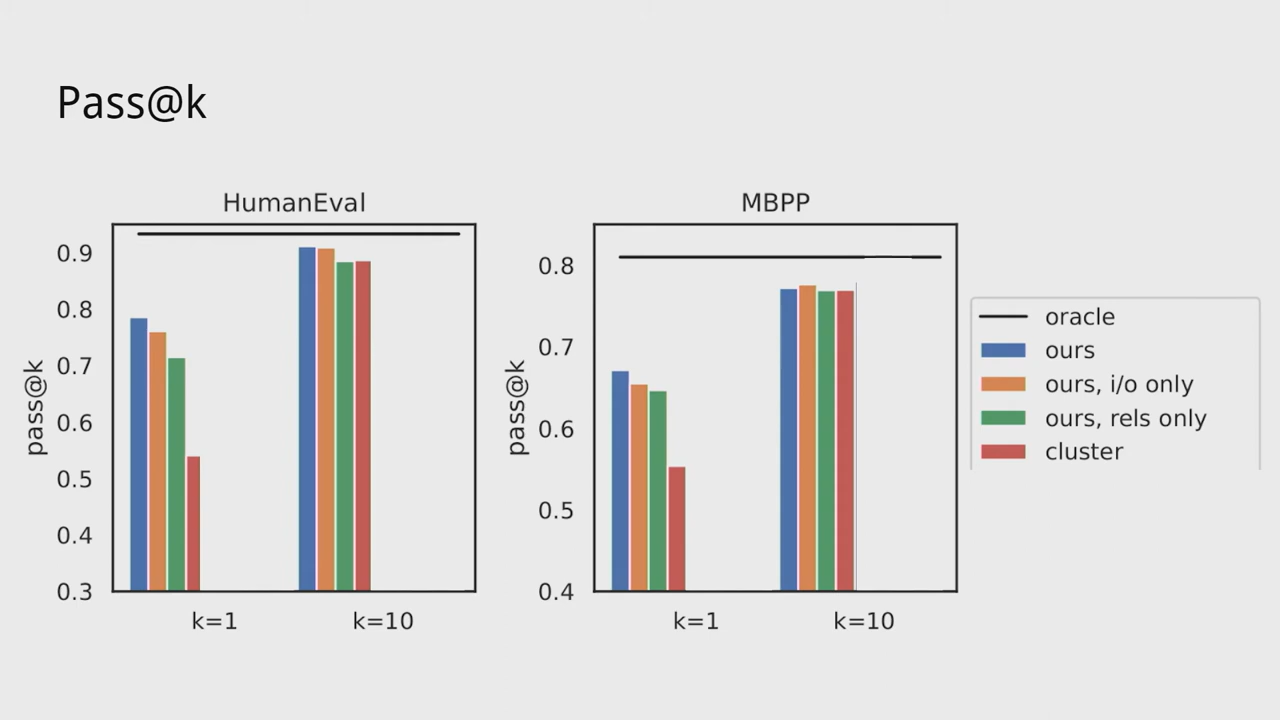 Pass@k
HumanEval
pass@k
0.9
0.8
0.7
0.6
0.5
0.4
0.3
k=1
k=10
MBPP
pass@k
0.8
0.7
0.6
0.5
0.4
k=1
k=10
oracle
ours
ours, i/o only
ours, rels only
cluster